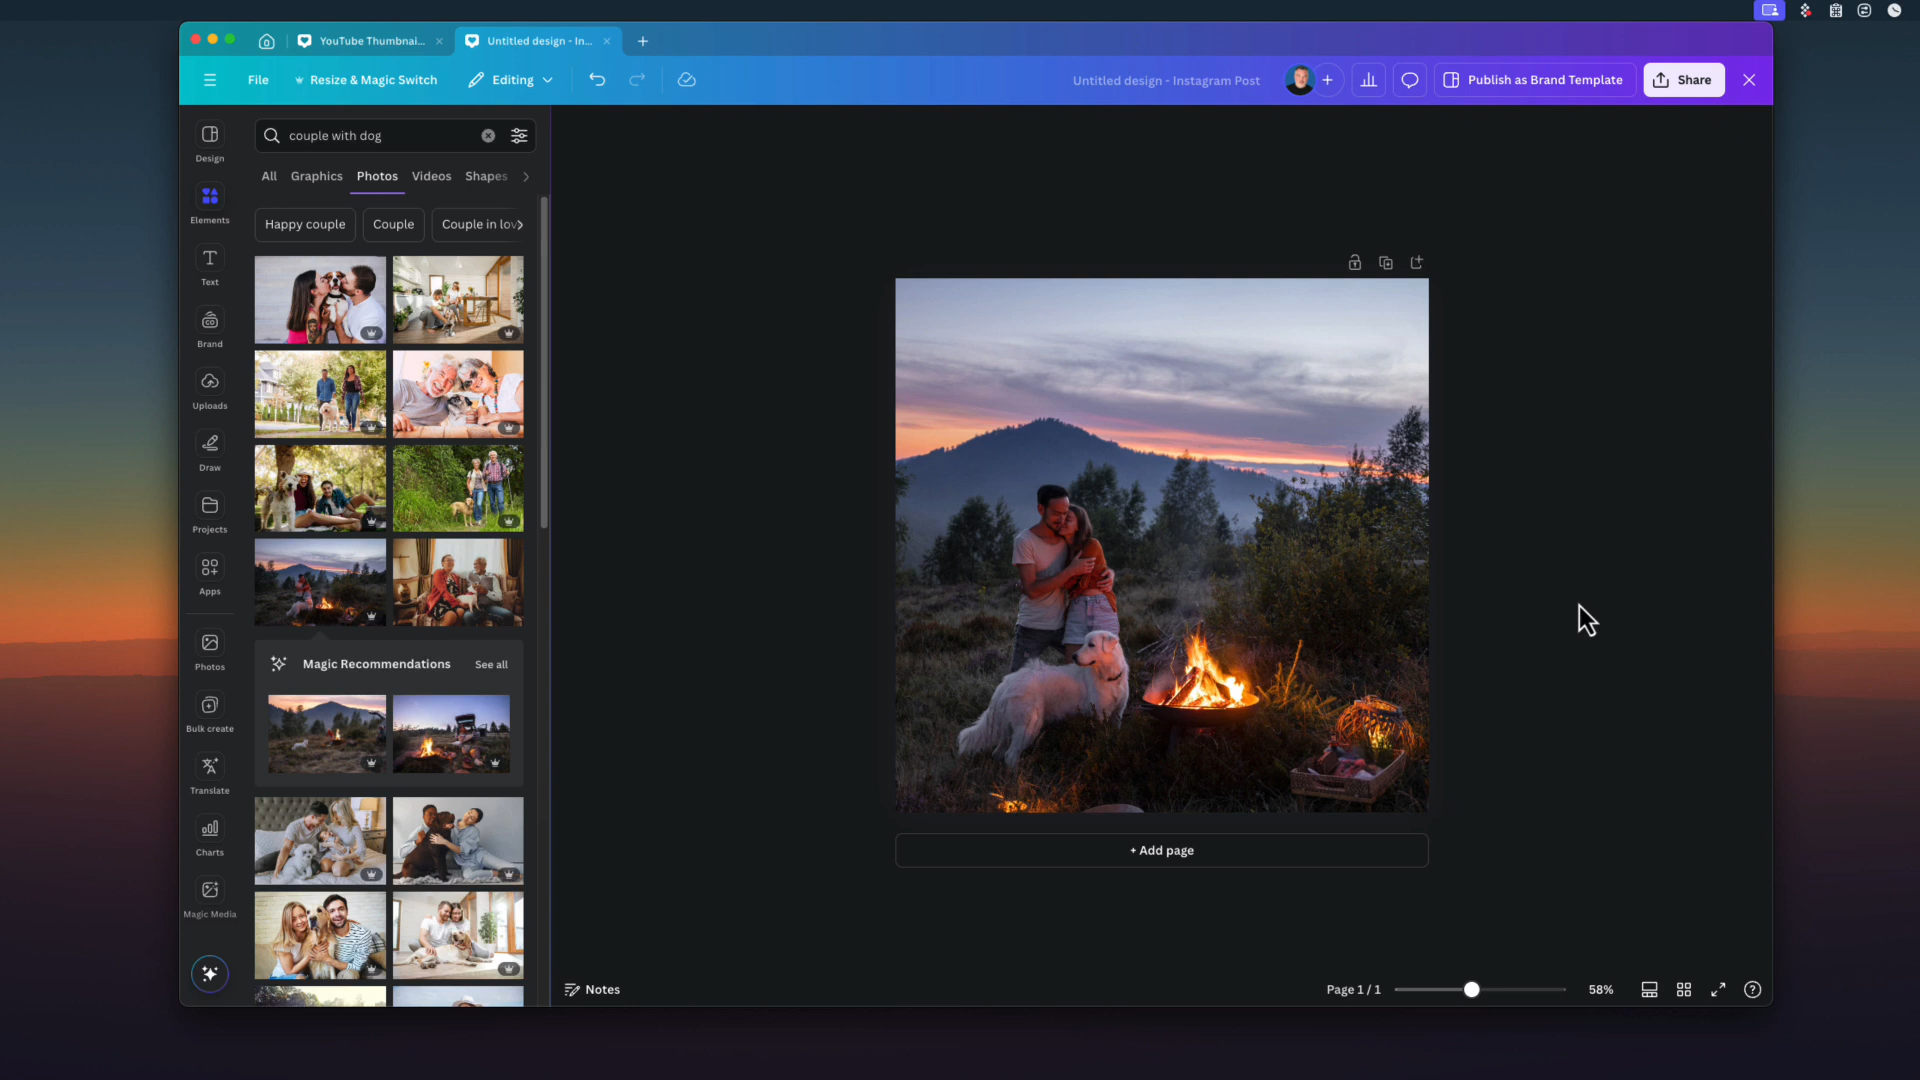 YouTube Thumbnai...
Untitled design - In...
File
Resize & Magic Switch
Editing
Untitled design - Instagram Post
Publish as Brand Template
Share
Design
Elements
Text
Brand
Uploads
Draw
Projects
Apps
Photos
Bulk create
Translate
Charts
Magic Media
couple with dog
All
Graphics
Photos
Videos
Shapes
Happy couple
Couple
Couple in lov
Magic Recommendations
See all
+ Add page
Notes
Page 1 / 1
58%